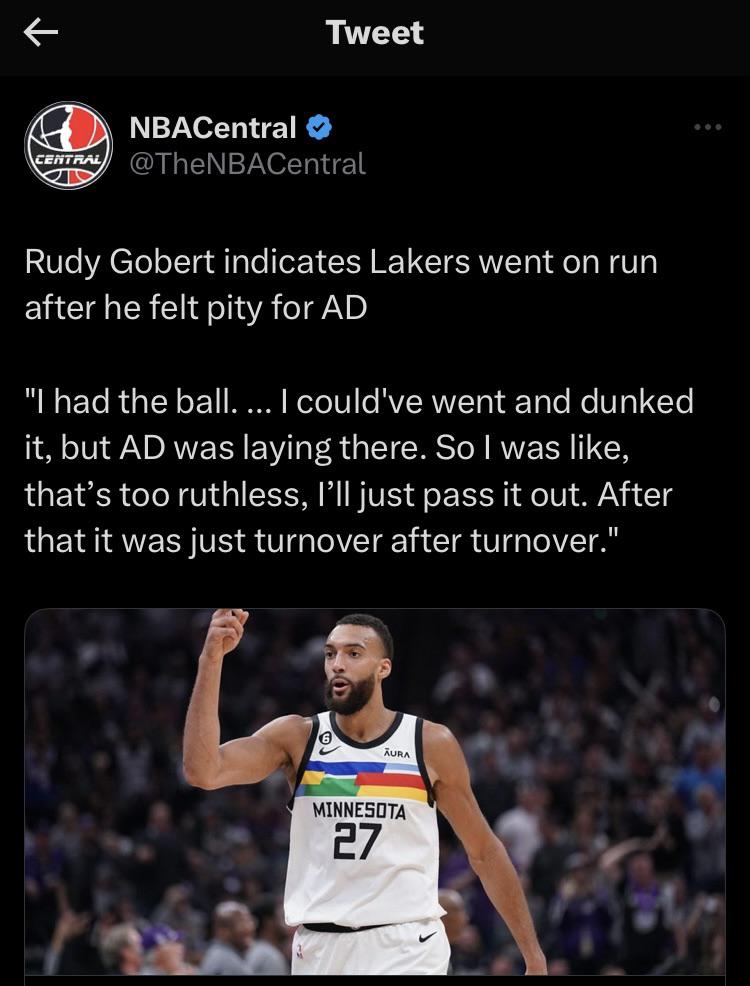 Tweet
NBACentral
@TheNBACentral
CENTRAL
Rudy Gobert indicates Lakers went on run
after he felt pity for AD
"I had the ball. ... I could've went and dunked
it, but AD was laying there. So I was like,
that’s too ruthless, I’ll just pass it out. After
that it was just turnover after turnover."
6
ĀURA
MINNESOTA
27